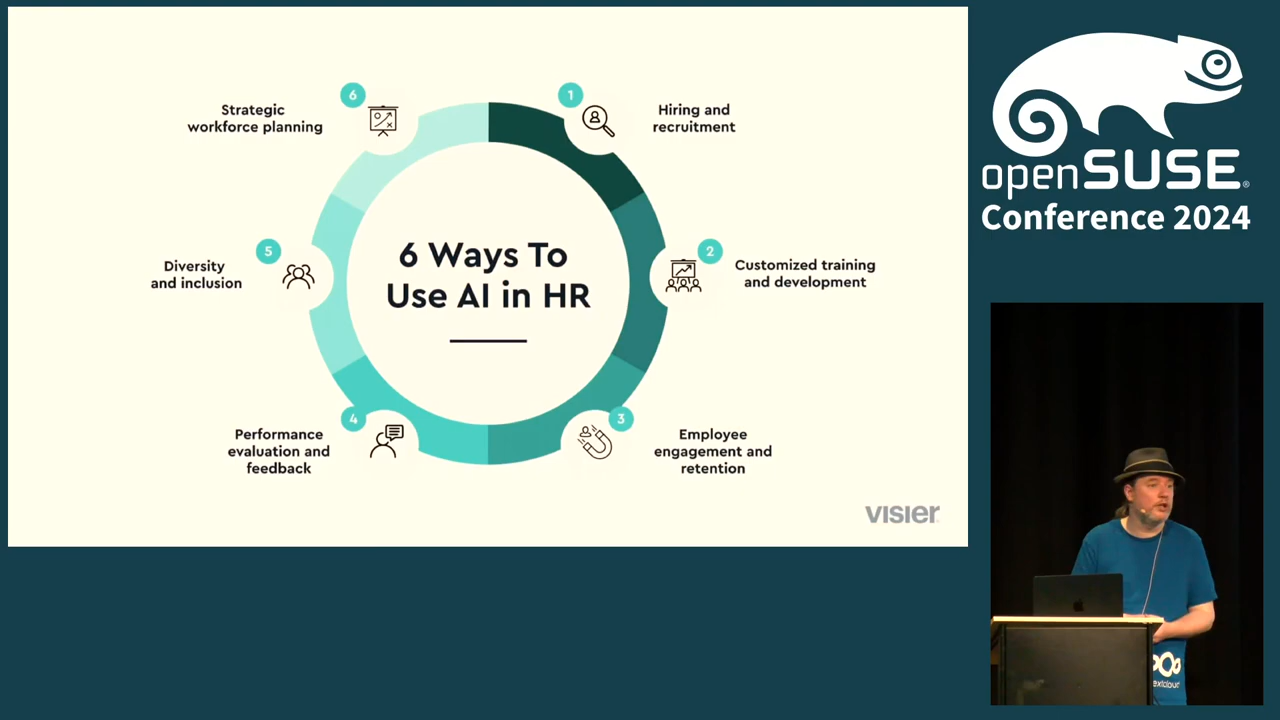 6 Ways To
Use AI in HR
1
Hiring and
recruitment
2
Customized training
and development
3
Employee
engagement and
retention
4
Performance
evaluation and
feedback
5
Diversity
and inclusion
6
Strategic
workforce planning
VISIER
openSUSE
Conference 2024
extcloud